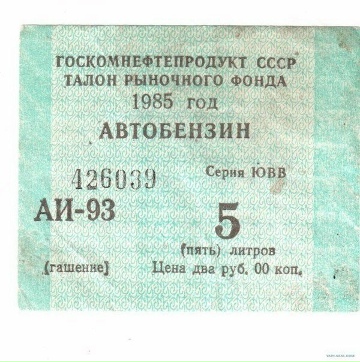 ГОСКОМНЕФТЕПРОДУКТ СССР
ТАЛОН РЫНОЧНОГО ФОНДА
1985 год
АВТОБЕНЗИН
426039 Серия ЮВВ
АИ-93 5
(пять) литров
[гашение] Цена два руб. 00 коп.